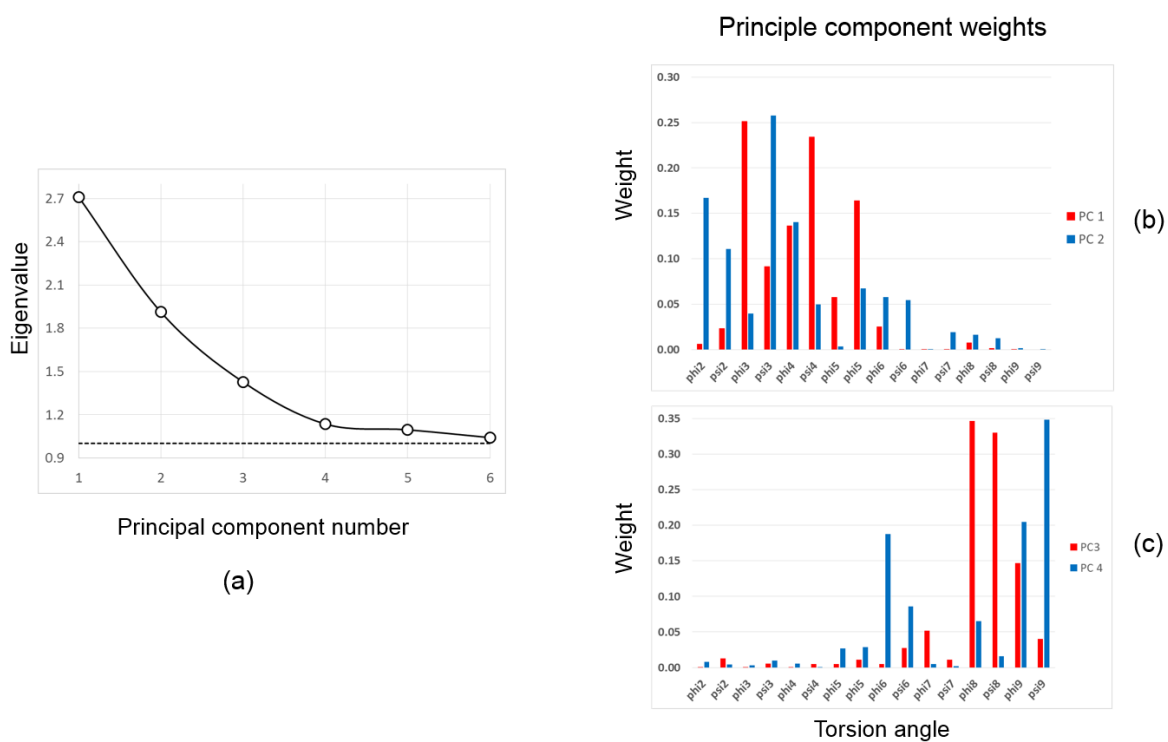 Eigenvalue
2.7
2.4
2.1
1.8
1.5
1.2
0.9
1 2 3 4 5 6
Principal component number
(a)
Principle component weights
Weight
0.30
0.25
0.20
0.15
0.10
0.05
0.00
phi2 psi2 phi3 psi3 phi4 psi4 phi5 phi5 phi6 psi6 phi7 psi7 phi8 psi8 phi9 psi9
PC 1
PC 2
(b)
Weight
0.35
0.30
0.25
0.20
0.15
0.10
0.05
0.00
phi2 psi2 phi3 psi3 phi4 psi4 phi5 phi5 phi6 psi6 phi7 psi7 phi8 psi8 phi9 psi9
PC3
PC 4
(c)
Torsion angle